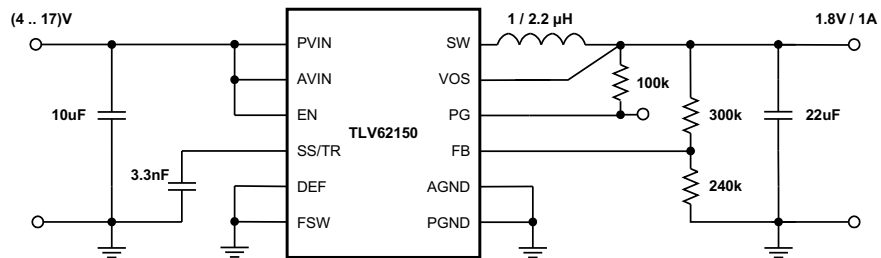 (4 .. 17)V
1 / 2.2 µH
1.8V / 1A
PVIN
SW
AVIN
VOS
100k
10uF
EN
PG
300k
22uF
TLV62150
SS/TR
FB
3.3nF
DEF
AGND
240k
FSW
PGND